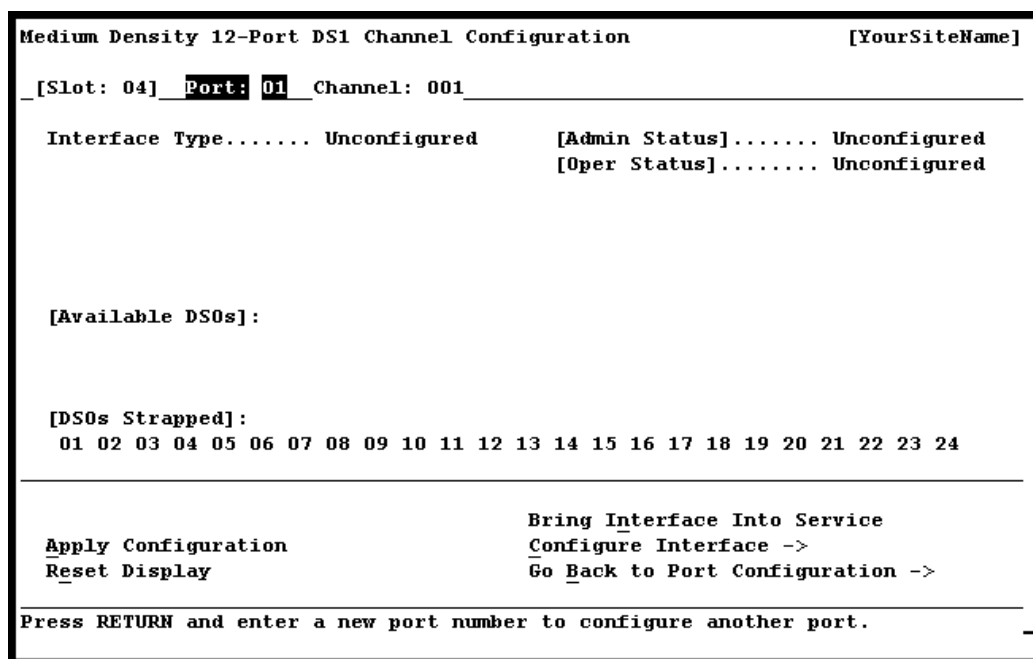 Medium Density 12-Port DS1 Channel Configuration [YourSiteName]
[Slot: 04] Port: 01 Channel: 001
Interface Type....... Unconfigured [Admin Status]....... Unconfigured
[Oper Status]........ Unconfigured
[Available DS0s]:
[DS0s Strapped]:
01 02 03 04 05 06 07 08 09 10 11 12 13 14 15 16 17 18 19 20 21 22 23 24
Bring Interface Into Service
Apply Configuration Configure Interface ->
Reset Display Go Back to Port Configuration ->
Press RETURN and enter a new port number to configure another port.